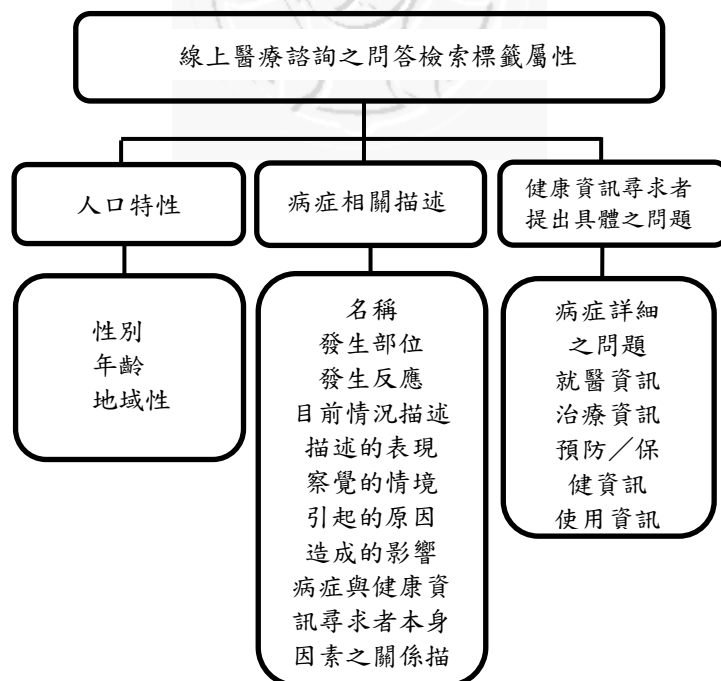 線上醫療諮詢之問答檢索標籤屬性
人口特性
病症相關描述
健康資訊尋求者
提出具體之問題
性別
年齡
地域性
名稱
發生部位
發生反應
目前情況描述
描述的表現
察覺的情境
引起的原因
造成的影響
病症與健康資
訊尋求者本身
因素之關係描
病症詳細
之問題
就醫資訊
治療資訊
預防／保
健資訊
使用資訊